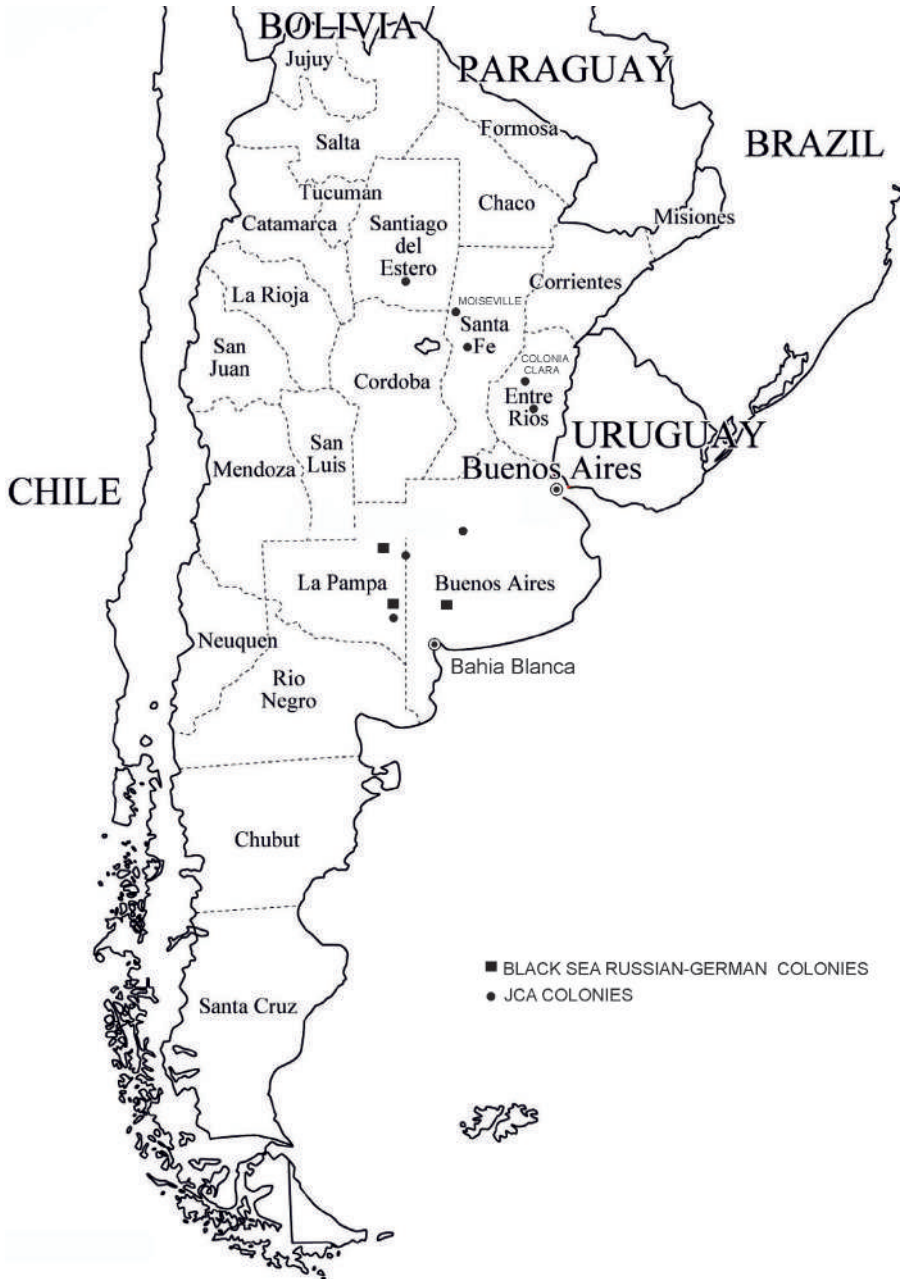 BOLIVIA
Jujuy
PARAGUAY
Formosa
Salta
BRAZIL
Tucuman
Chaco
Misiones
Catamarca
Santiago
del
Estero
Corrientes
La Rioja
MOISEVILLE
Santa
Fe
San
Juan
COLONIA
CLARA
Cordoba
Entre
Rios
URUGUAY
San
Luis
Mendoza
Buenos Aires
CHILE
La Pampa
Buenos Aires
Neuquen
Bahia Blanca
Rio
Negro
Chubut
BLACK SEA RUSSIAN-GERMAN COLONIES
JCA COLONIES
Santa Cruz